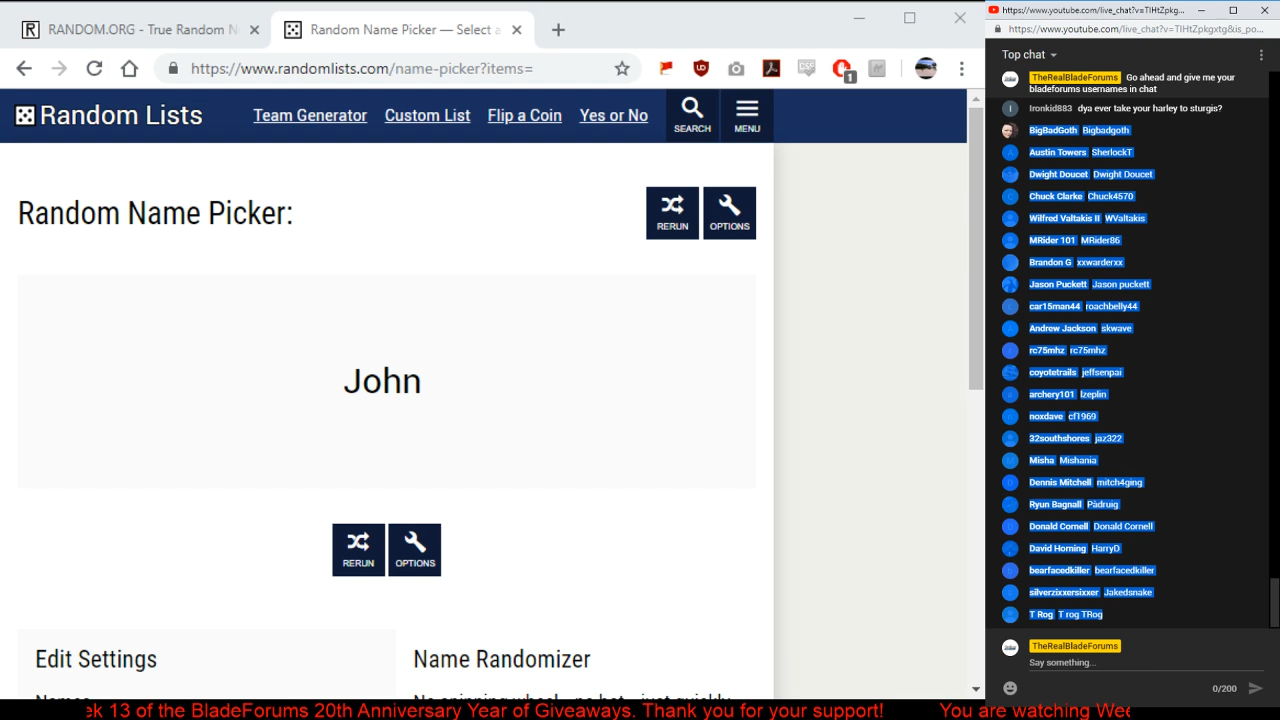 RANDOM.ORG - True Random N
Random Name Picker — Select a
https://www.randomlists.com/name-picker?items=
1
Random Lists
Team Generator
Custom List
Flip a Coin
Yes or No
SEARCH
MENU
Random Name Picker:
RERUN
OPTIONS
John
RERUN
OPTIONS
Edit Settings
Name Randomizer
https://www.youtube.com/live_chat?v=TIHtZpkg...
https://www.youtube.com/live_chat?v=TIHtZpkgxtg&is_po...
Top chat
TheRealBladeForums Go ahead and give me your
bladeforums usernames in chat
Ironkid883 dya ever take your harley to sturgis?
BigBadGoth Bigbadgoth
Austin Towers SherlockT
Dwight Doucet Dwight Doucet
Chuck Clarke Chuck4570
Wilfred Valtakis II WValtakis
MRider 101 MRider86
Brandon G xxwarderxx
Jason Puckett Jason puckett
car15man44 roachbelly44
Andrew Jackson skwave
rc75mhz rc75mhz
coyotetrails jeffsenpai
archery101 lzeplin
noxdave cf1969
32southshores jaz322
Misha Mishania
Dennis Mitchell mitch4ging
Ryun Bagnall Pàdruig
Donald Cornell Donald Cornell
David Horning HarryD
bearfacedkiller bearfacedkiller
silverzixxersixxer Jakedsnake
T Rog T rog TRog
TheRealBladeForums
Say something...
0/200
ek 13 of the BladeForums 20th Anniversary Year of Giveaways. Thank you for your support! You are watching Wee